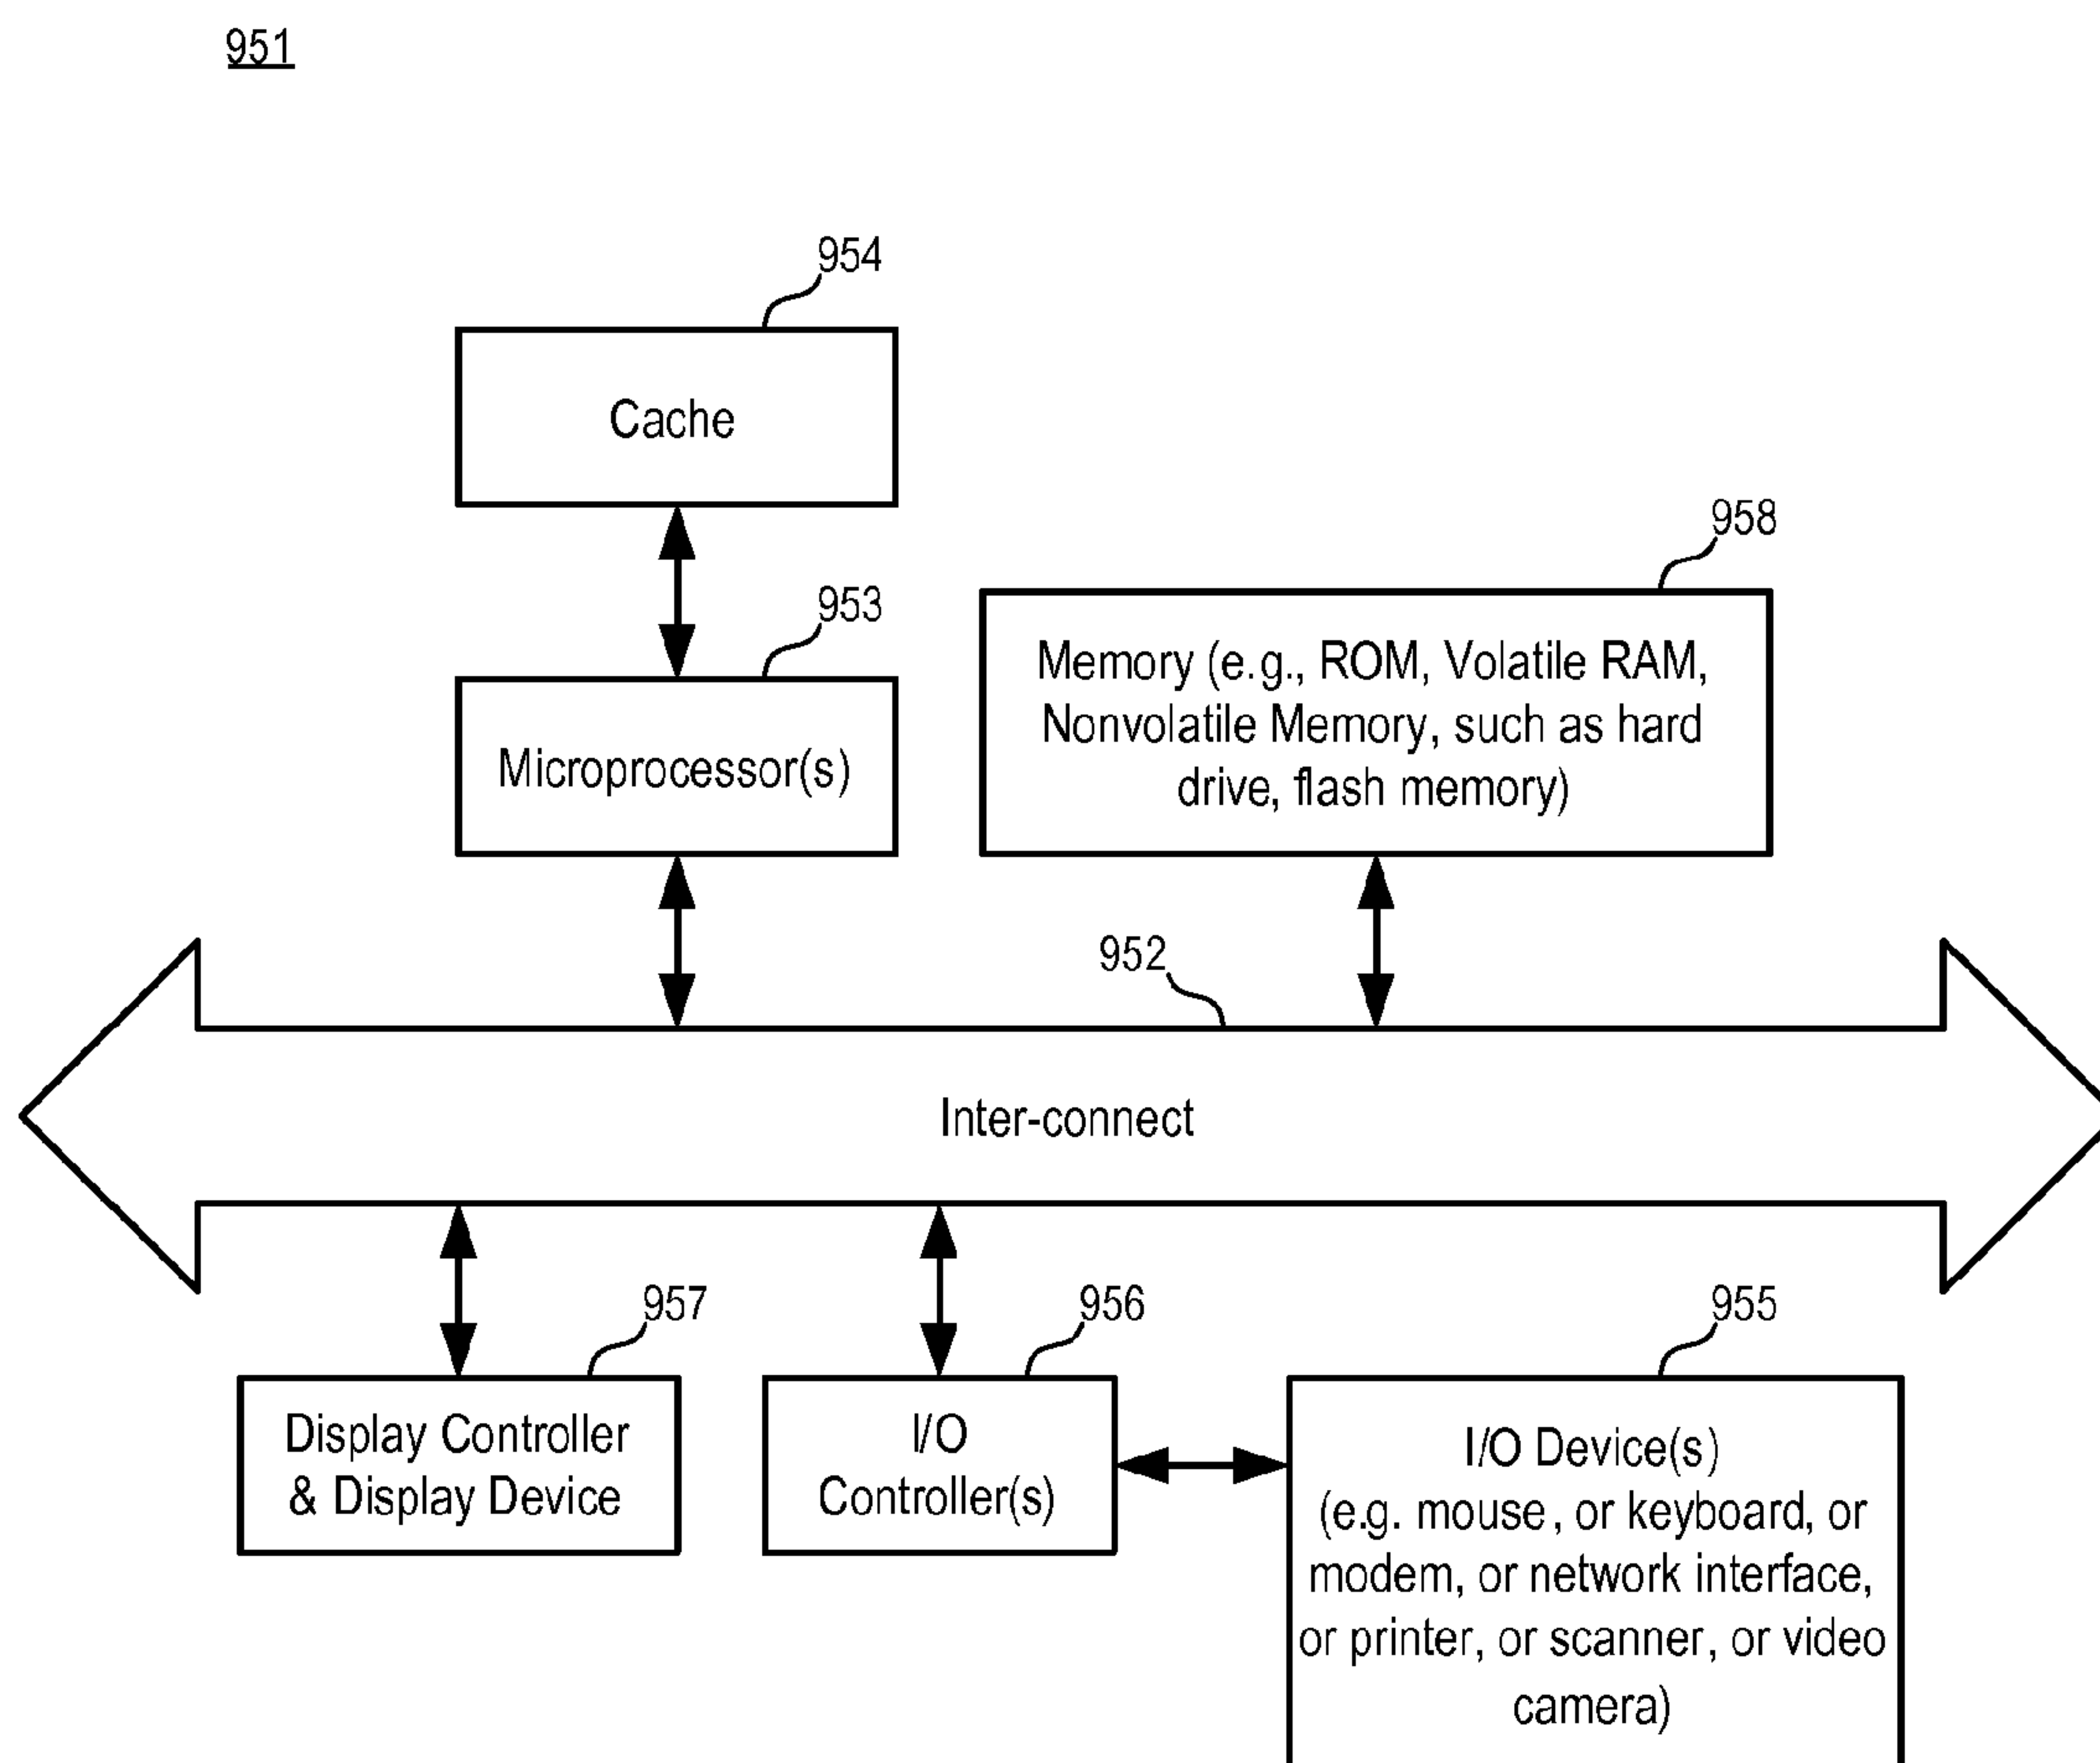 951
954
Cache
958
953
Memory (e.g., ROM, Volatile RAM,
Nonvolatile Memory, such as hard
drive, flash memory)
Microprocessor(s)
952
Inter-connect
957
956
955
Display Controller
& Display Device
I/O
Controller(s)
I/O Device(s)
(e.g. mouse, or keyboard, or
modem, or network interface,
or printer, or scanner, or video
camera)